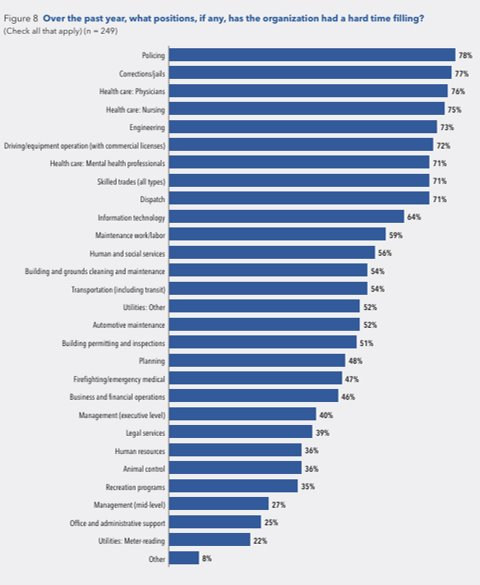 Figure 8 Over the past year, what positions, if any, has the organization had a hard time filling?
(Check all that apply) (n = 249)
Policing 78%
Corrections/jails 77%
Health care: Physicians 76%
Health care: Nursing 75%
Engineering 73%
Driving/equipment operation (with commercial licenses) 72%
Health care: Mental health professionals 71%
Skilled trades (all types) 71%
Dispatch 71%
Information technology 64%
Maintenance work/labor 59%
Human and social services 56%
Building and grounds cleaning and maintenance 54%
Transportation (including transit) 54%
Utilities: Other 52%
Automotive maintenance 52%
Building permitting and inspections 51%
Planning 48%
Firefighting/emergency medical 47%
Business and financial operations 46%
Management (executive level) 40%
Legal services 39%
Human resources 36%
Animal control 36%
Recreation programs 35%
Management (mid-level) 27%
Office and administrative support 25%
Utilities: Meter-reading 22%
Other 8%